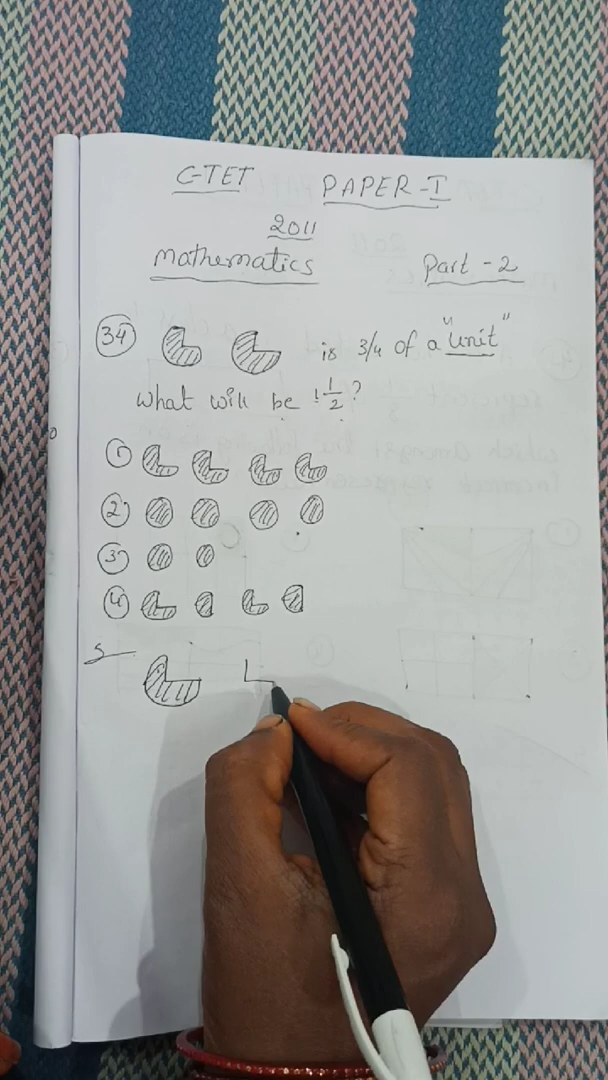 C-TET PAPER-I
2011
Mathematics Part - 2
34 is 3/4 of a "unit"
What will be 1 1/2 ?
1
2
3
4
S